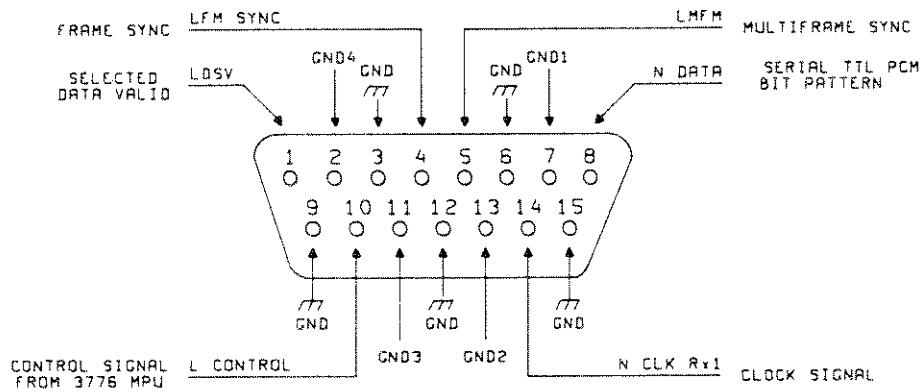 FRAME SYNC LFM SYNC LMFM MULTIFRAME SYNC
GND4 GND GND GND1
SELECTED DATA VALID LDSV N DATA SERIAL TTL PCM BIT PATTERN
1 2 3 4 5 6 7 8
9 10 11 12 13 14 15
GND GND GND
GND3 GND2
CONTROL SIGNAL FROM 3776 MPU L CONTROL N CLK Rx1 CLOCK SIGNAL